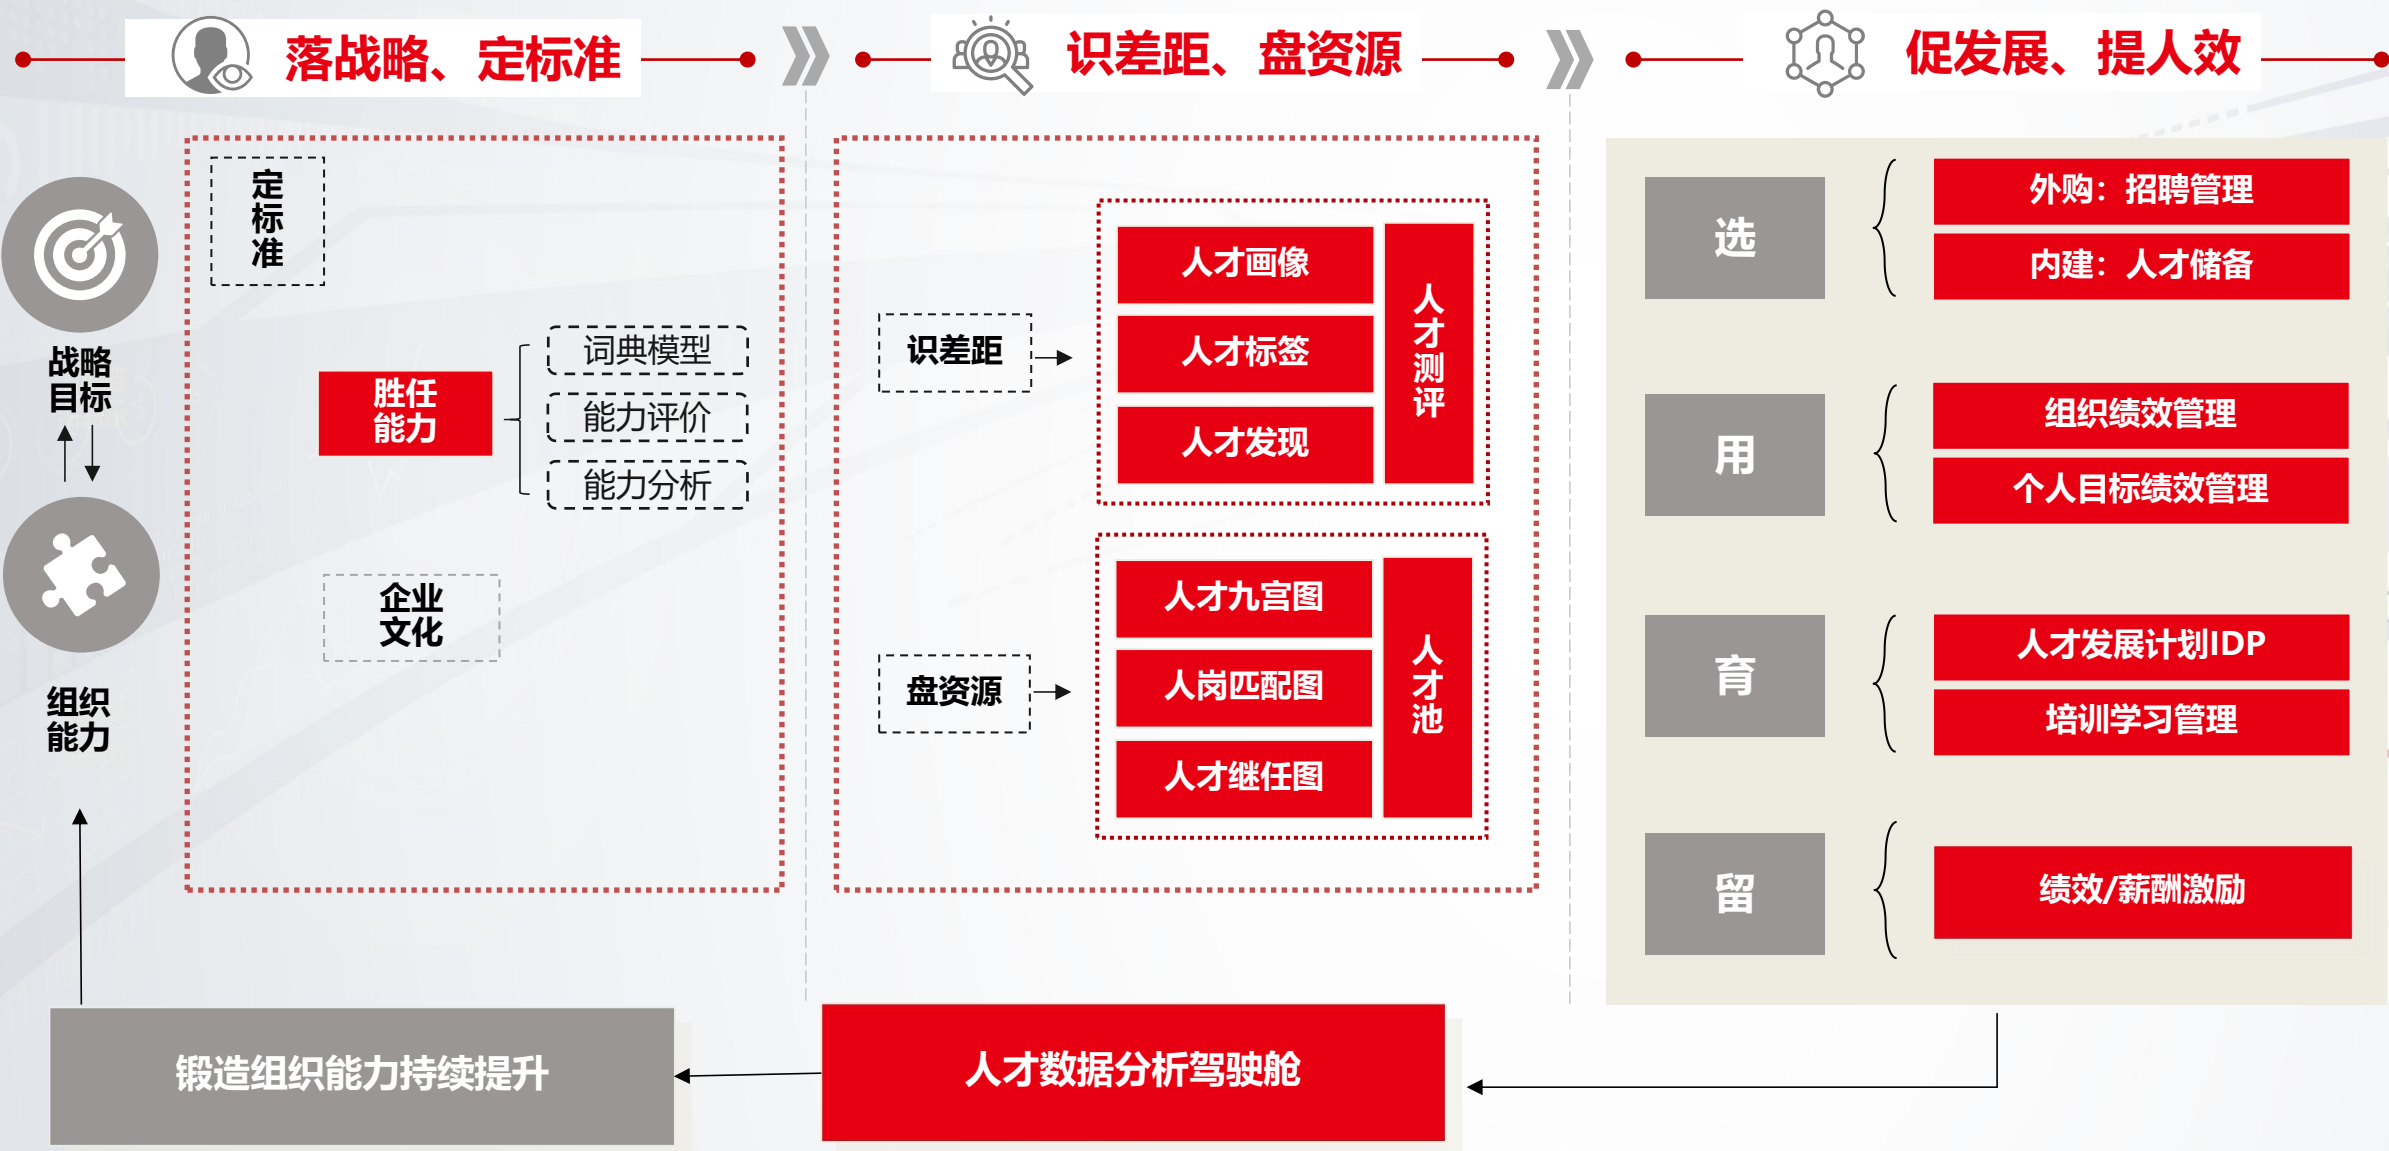 落战略、定标准
识差距、盘资源
促发展、提人效
战略
目标
组织
能力
定
标
准
胜任
能力
词典模型
能力评价
能力分析
企业
文化
识差距
人才画像
人才标签
人才发现
人
才
测
评
盘资源
人才九宫图
人岗匹配图
人才继任图
人
才
池
选
外购：招聘管理
内建：人才储备
用
组织绩效管理
个人目标绩效管理
育
人才发展计划IDP
培训学习管理
留
绩效/薪酬激励
锻造组织能力持续提升
人才数据分析驾驶舱